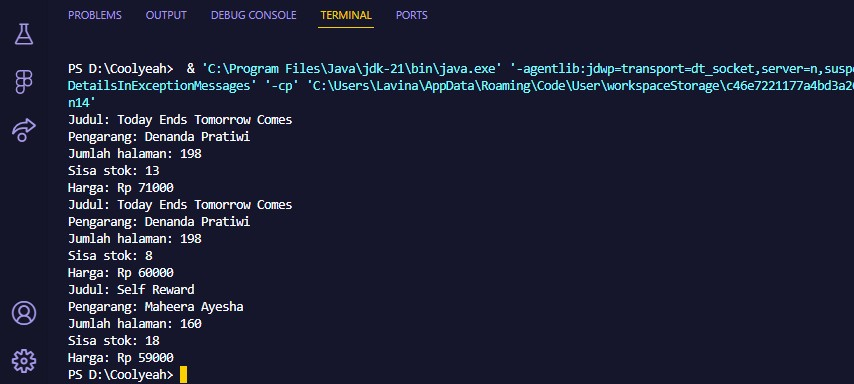 PROBLEMS OUTPUT DEBUG CONSOLE TERMINAL PORTS
PS D:\Coolyeah> & 'C:\Program Files\Java\jdk-21\bin\java.exe' '-agentlib:jdwp=transport=dt_socket,server=n,suspe
DetailsInExceptionMessages' '-cp' 'C:\Users\Lavina\AppData\Roaming\Code\User\workspaceStorage\c46e7221177a4bd3a26
n14'
Judul: Today Ends Tomorrow Comes
Pengarang: Denanda Pratiwi
Jumlah halaman: 198
Sisa stok: 13
Harga: Rp 71000
Judul: Today Ends Tomorrow Comes
Pengarang: Denanda Pratiwi
Jumlah halaman: 198
Sisa stok: 8
Harga: Rp 60000
Judul: Self Reward
Pengarang: Maheera Ayesha
Jumlah halaman: 160
Sisa stok: 18
Harga: Rp 59000
PS D:\Coolyeah>